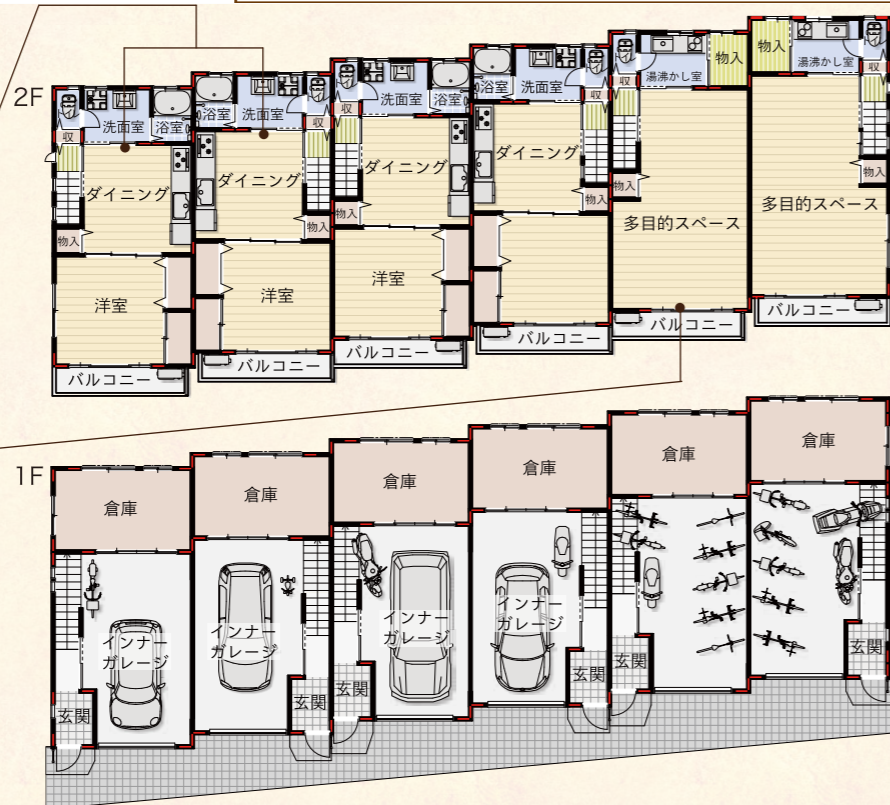 2F
収
洗面室
浴室
ダイニング
物入
洋室
バルコニー
浴室
洗面室
収
ダイニング
物入
洋室
バルコニー
収
洗面室
浴室
ダイニング
物入
洋室
バルコニー
浴室
洗面室
収
ダイニング
物入
バルコニー
収
湯沸かし室
物入
物入
多目的スペース
バルコニー
物入
湯沸かし室
収
物入
多目的スペース
バルコニー
1F
倉庫
インナー
ガレージ
玄関
倉庫
インナー
ガレージ
玄関
倉庫
インナー
ガレージ
玄関
倉庫
インナー
ガレージ
玄関
倉庫
玄関
倉庫
玄関